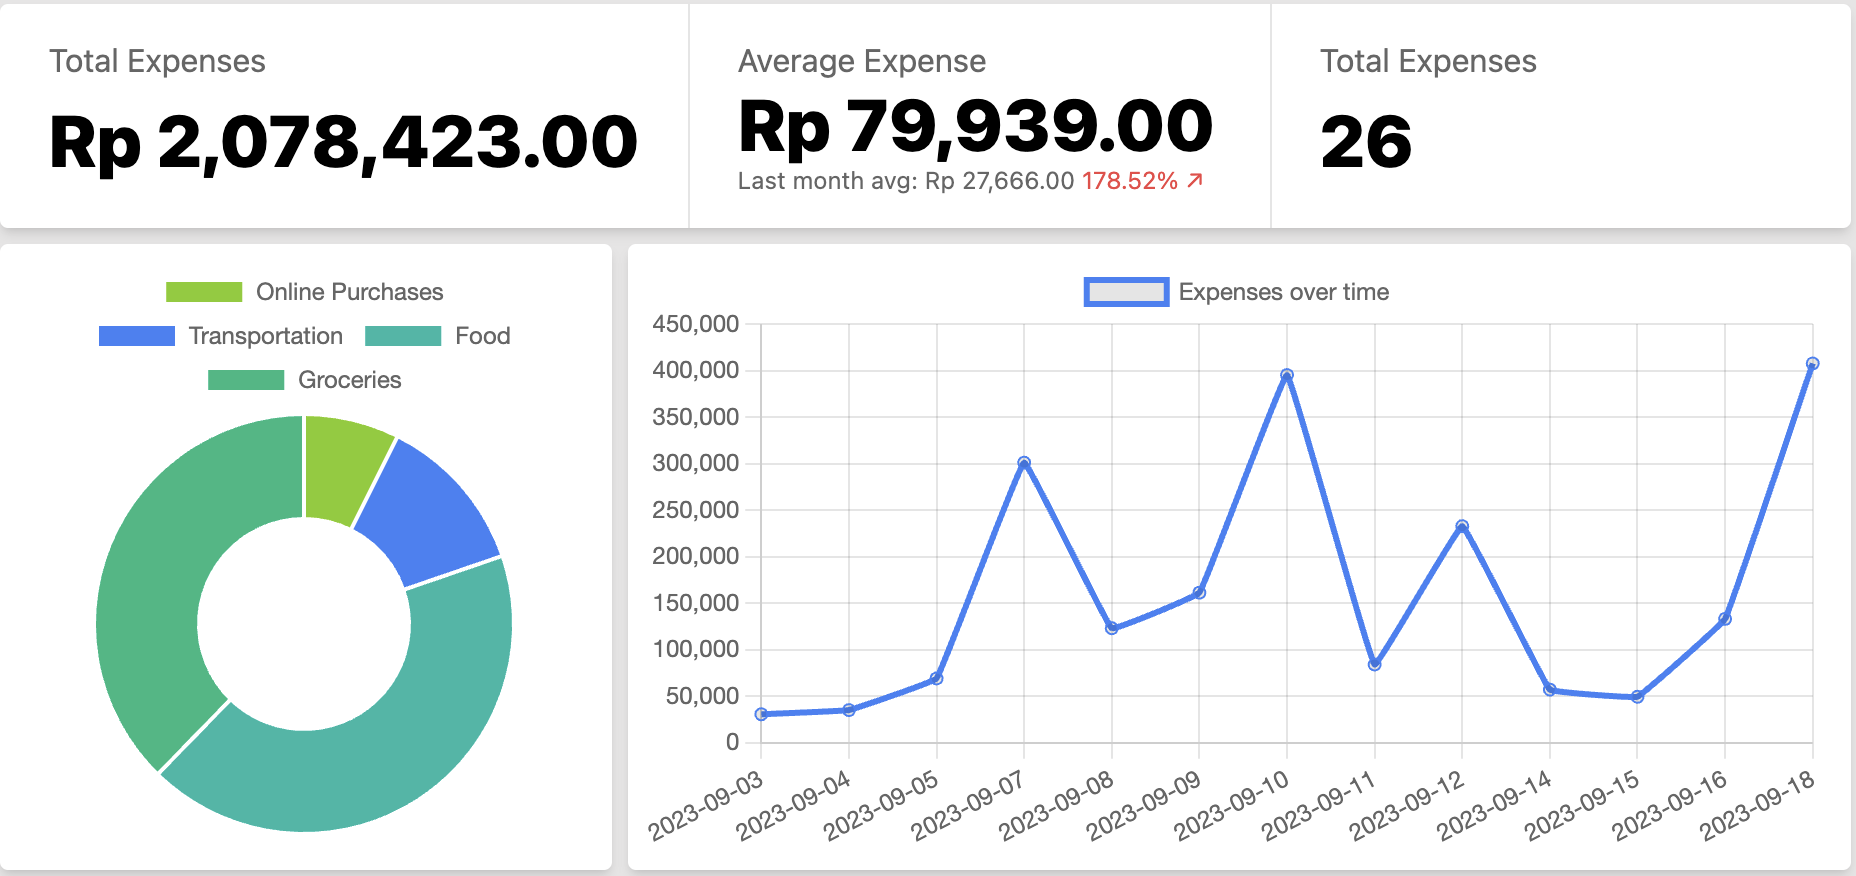 Total Expenses
Rp 2,078,423.00
Average Expense
Rp 79,939.00
Last month avg: Rp 27,666.00 178.52% ↗
Total Expenses
26
Online Purchases
Transportation Food
Groceries
Expenses over time
450,000
400,000
350,000
300,000
250,000
200,000
150,000
100,000
50,000
0
2023-09-03 2023-09-04 2023-09-05 2023-09-07 2023-09-08 2023-09-09 2023-09-10 2023-09-11 2023-09-12 2023-09-14 2023-09-15 2023-09-16 2023-09-18